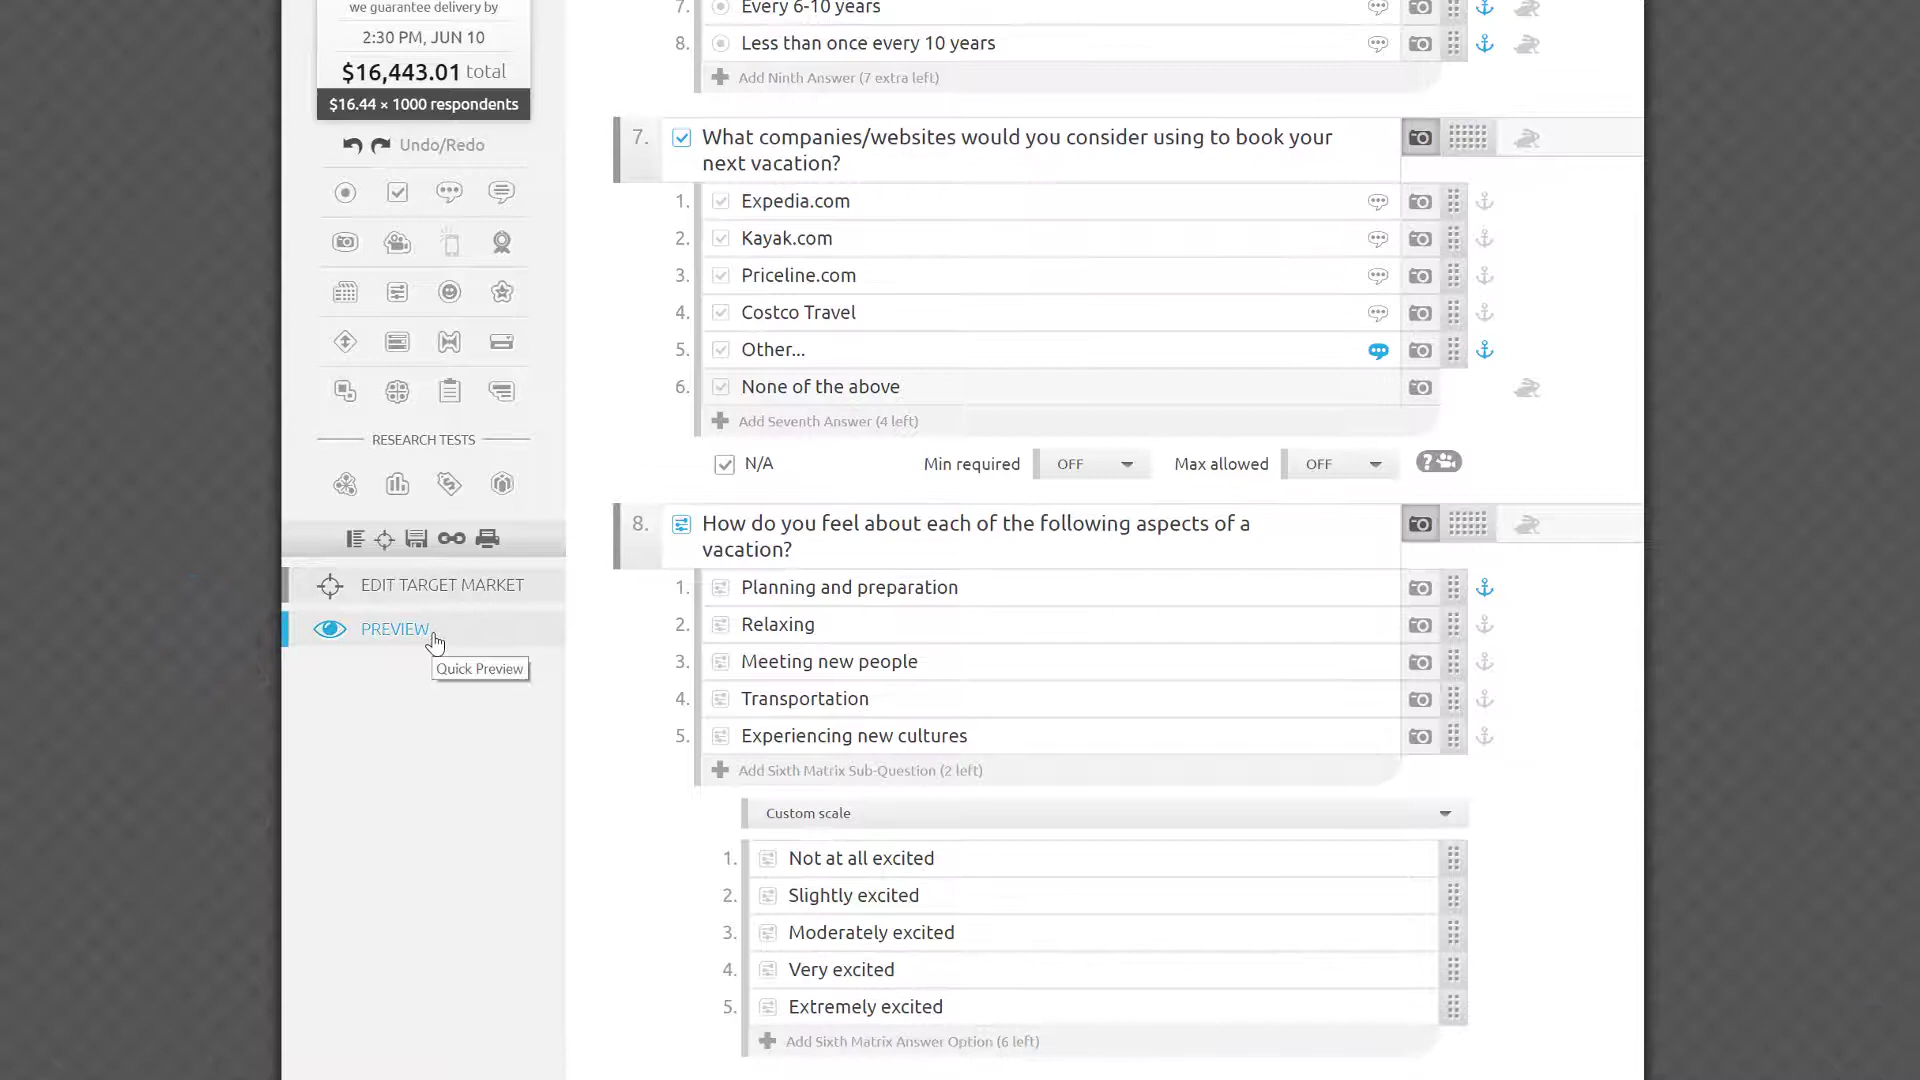 we guarantee delivery by
2:30 PM, JUN 10
$16,443.01 total
$16.44 × 1000 respondents
Undo/Redo
RESEARCH TESTS
EDIT TARGET MARKET
PREVIEW
Quick Preview
7. Every 6-10 years
8. Less than once every 10 years
Add Ninth Answer (7 extra left)
7. What companies/websites would you consider using to book your
next vacation?
1. Expedia.com
2. Kayak.com
3. Priceline.com
4. Costco Travel
5. Other...
6. None of the above
Add Seventh Answer (4 left)
N/A Min required OFF Max allowed OFF ?
8. How do you feel about each of the following aspects of a
vacation?
1. Planning and preparation
2. Relaxing
3. Meeting new people
4. Transportation
5. Experiencing new cultures
Add Sixth Matrix Sub-Question (2 left)
Custom scale
1. Not at all excited
2. Slightly excited
3. Moderately excited
4. Very excited
5. Extremely excited
Add Sixth Matrix Answer Option (6 left)